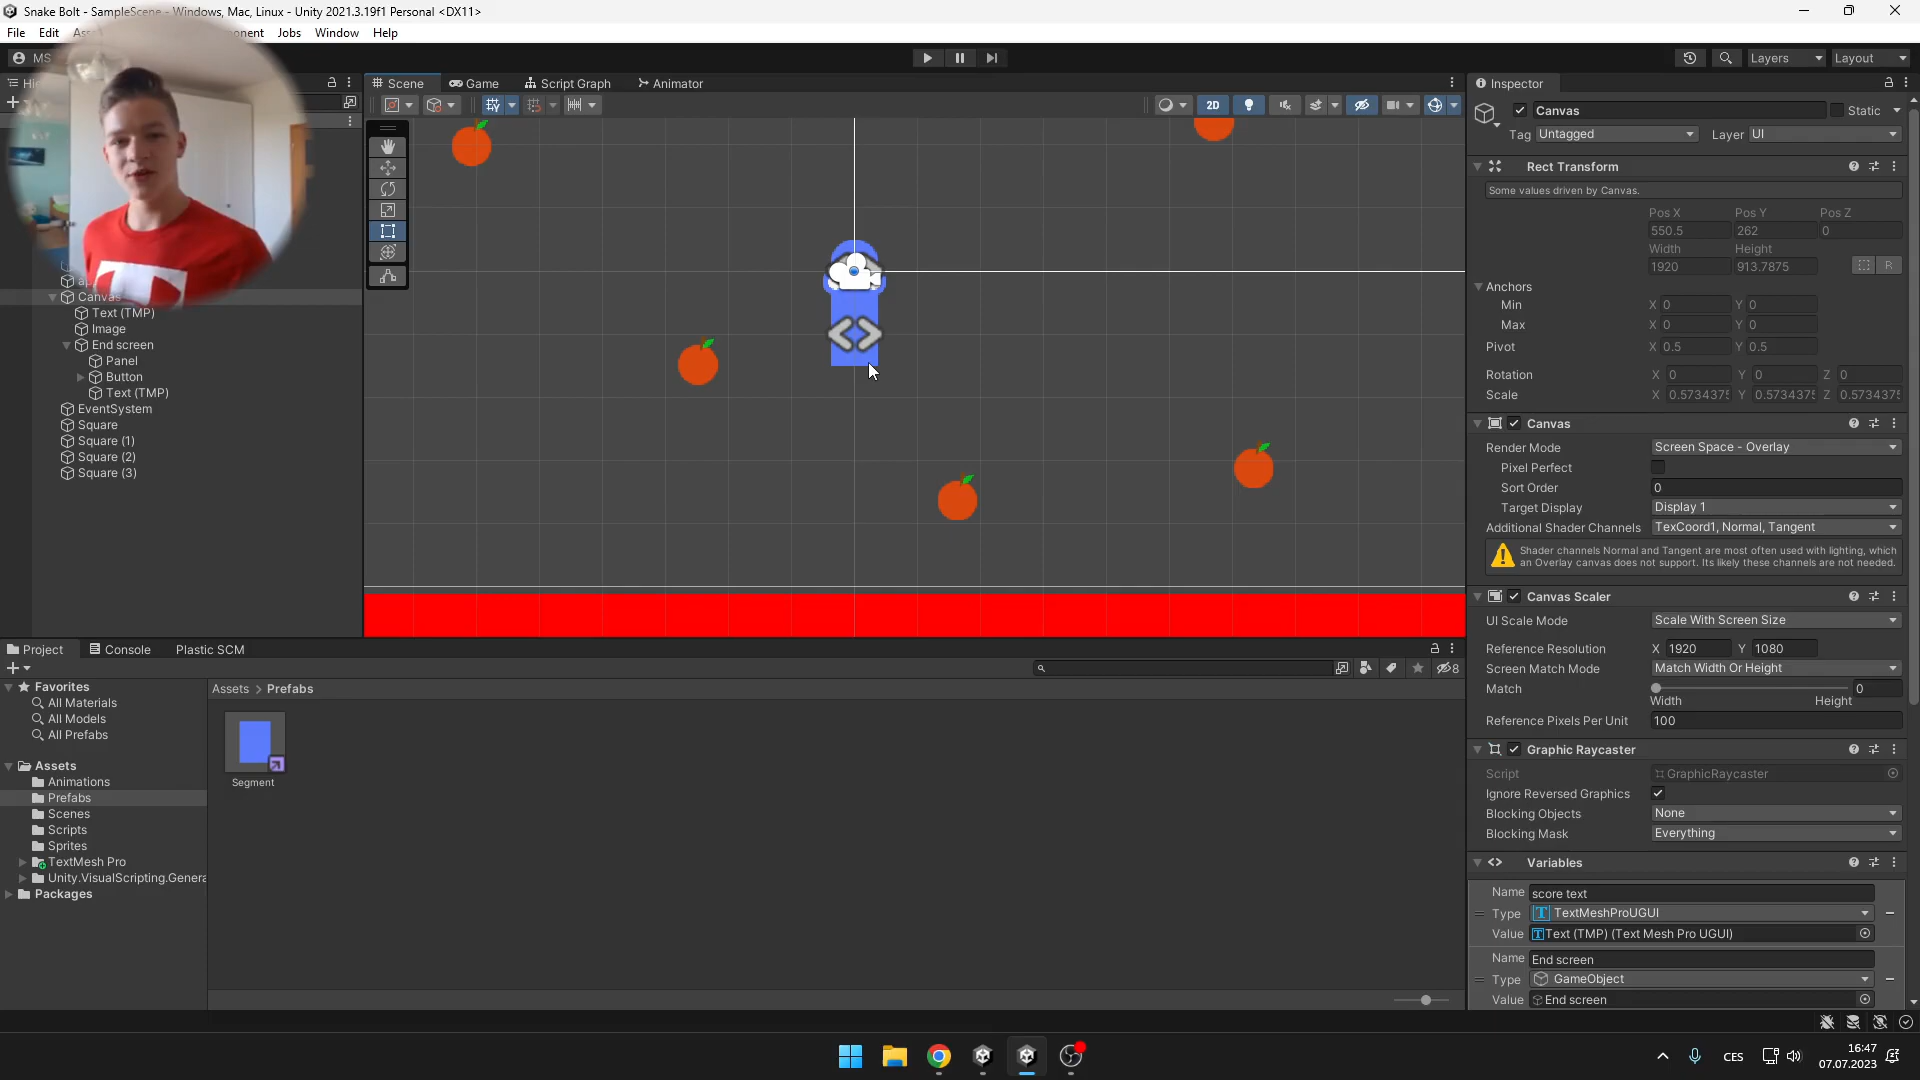 Snake Bolt - SampleScene - Windows, Mac, Linux - Unity 2021.3.19f1 Personal <DX11>
File Edit Jobs Window Help
MS Layers Layout
Scene Game Script Graph Animator
Inspector
2D
Canvas Static
Tag Untagged Layer UI
Rect Transform
Some values driven by Canvas.
Pos X Pos Y Pos Z
550.5 262 0
Width Height
1920 913.7875 R
Anchors
Min X 0 Y 0
Max X 0 Y 0
Pivot X 0.5 Y 0.5
Rotation X 0 Y 0 Z 0
Scale X 0.5734375 Y 0.5734375 Z 0.5734375
Canvas
Text (TMP)
Image
End screen
Panel
Button
Text (TMP)
EventSystem
Square
Square (1)
Square (2)
Square (3)
Canvas
Render Mode Screen Space - Overlay
Pixel Perfect
Sort Order 0
Target Display Display 1
Additional Shader Channels TexCoord1, Normal, Tangent
Shader channels Normal and Tangent are most often used with lighting, which
an Overlay canvas does not support. Its likely these channels are not needed.
Canvas Scaler
UI Scale Mode Scale With Screen Size
Reference Resolution X 1920 Y 1080
Screen Match Mode Match Width Or Height
Match 0
Width Height
Reference Pixels Per Unit 100
Graphic Raycaster
Script GraphicRaycaster
Ignore Reversed Graphics
Blocking Objects None
Blocking Mask Everything
Variables
Name score text
Type TextMeshProUGUI
Value Text (TMP) (Text Mesh Pro UGUI)
Name End screen
Type GameObject
Value End screen
Project Console Plastic SCM
8
Favorites
All Materials
All Models
All Prefabs
Assets
Animations
Prefabs
Scenes
Scripts
Sprites
TextMesh Pro
Unity.VisualScripting.Genera
Packages
Assets > Prefabs
Segment
CES
16:47
07.07.2023